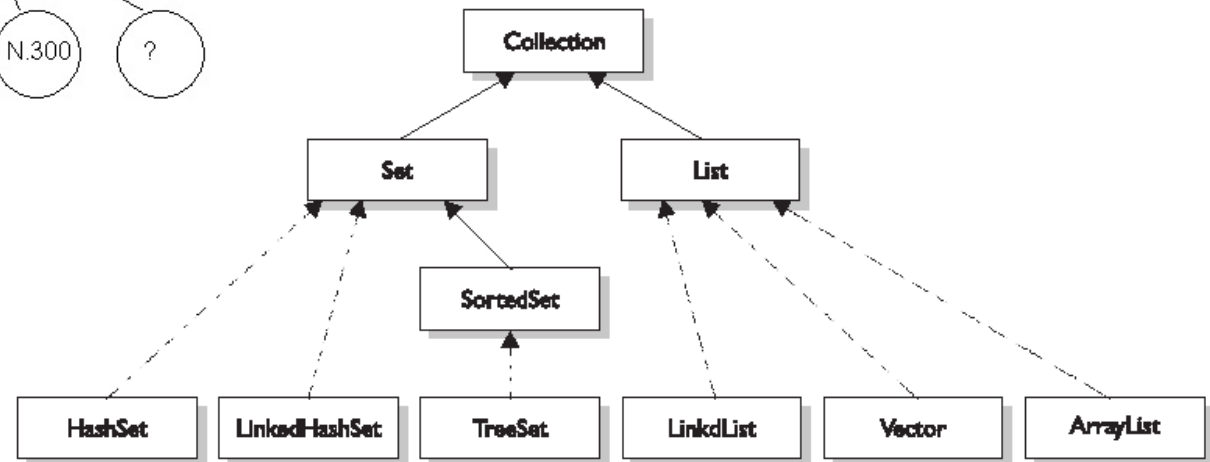 N.300
?
Collection
Set
List
SortedSet
HashSet
LinkedHashSet
TreeSet
LinkdList
Vector
ArrayList